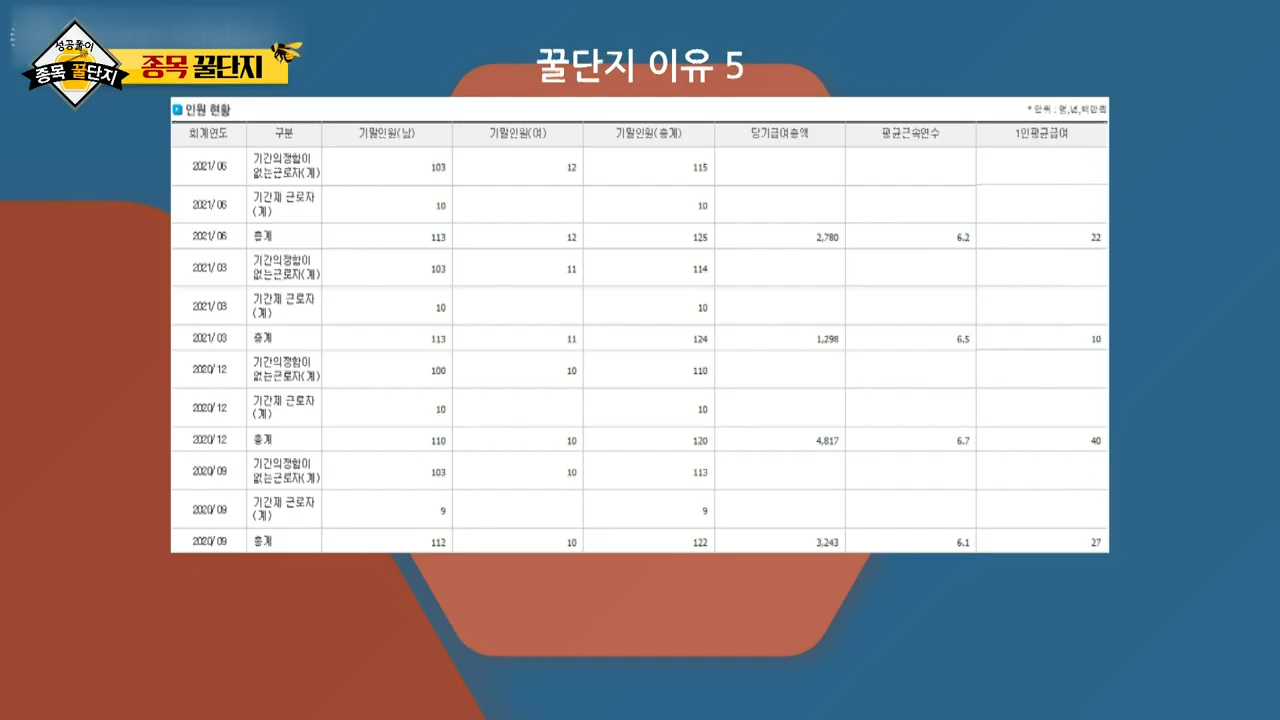 성공풀이
종목 꿀단지
종목 꿀단지
꿀단지 이유 5
인원 현황
* 단위 : 명,년,백만원
회계연도 구분 기말인원(남) 기말인원(여) 기말인원(총계) 당기급여총액 평균근속연수 1인평균급여
2021/06 기간의정함이 없는근로자(계) 103 12 115
2021/06 기간제 근로자 (계) 10 10
2021/06 총계 113 12 125 2,780 6.2 22
2021/03 기간의정함이 없는근로자(계) 103 11 114
2021/03 기간제 근로자 (계) 10 10
2021/03 총계 113 11 124 1,298 6.5 10
2020/12 기간의정함이 없는근로자(계) 100 10 110
2020/12 기간제 근로자 (계) 10 10
2020/12 총계 110 10 120 4,817 6.7 40
2020/09 기간의정함이 없는근로자(계) 103 10 113
2020/09 기간제 근로자 (계) 9 9
2020/09 총계 112 10 122 3,243 6.1 27